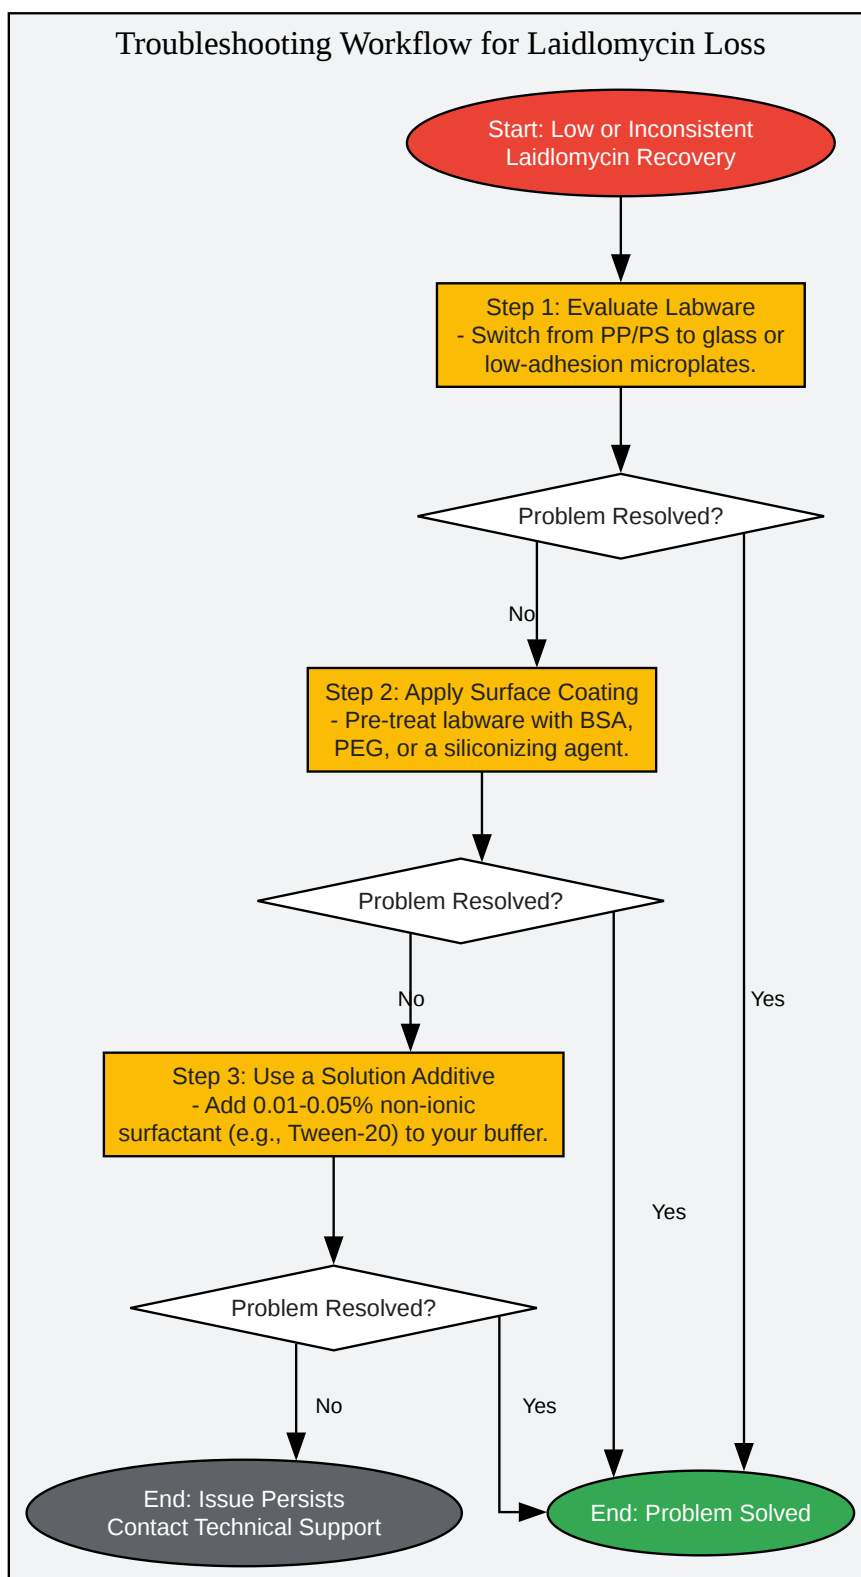 Troubleshooting Workflow for Laidlomycin Loss
Start: Low or Inconsistent
Laidlomycin Recovery
Step 1: Evaluate Labware
- Switch from PP/PS to glass or
low-adhesion microplates.
Problem Resolved?
No
Step 2: Apply Surface Coating
- Pre-treat labware with BSA,
PEG, or a siliconizing agent.
Problem Resolved?
No
Yes
Step 3: Use a Solution Additive
- Add 0.01-0.05% non-ionic
surfactant (e.g., Tween-20) to your buffer.
Yes
Problem Resolved?
No
Yes
End: Issue Persists
Contact Technical Support
End: Problem Solved